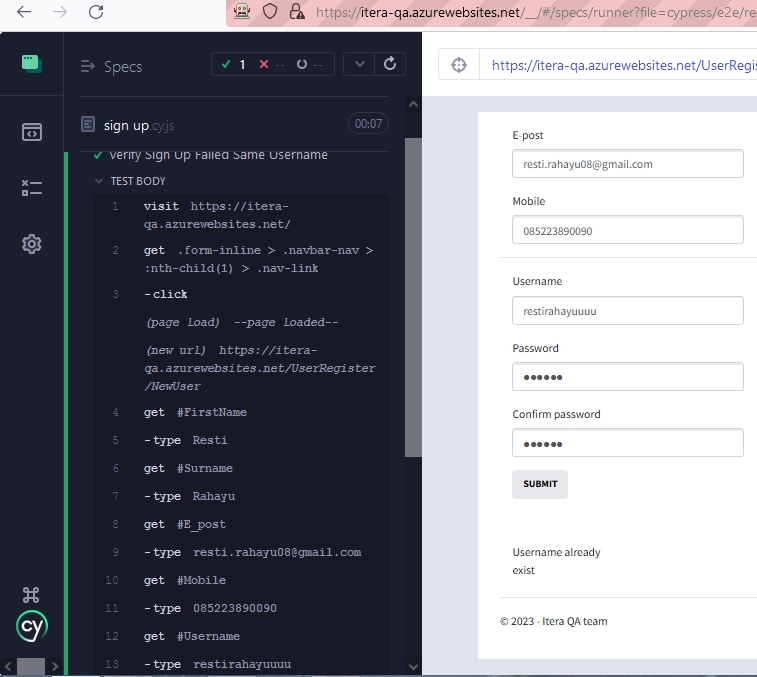 https://itera-qa.azurewebsites.net/__/#/specs/runner?file=cypress/e2e/re
Specs
1 -- --
https://itera-qa.azurewebsites.net/UserRegis
sign up.cy.js
00:07
verify Sign Up Failed Same Username
TEST BODY
1 visit https://itera-
qa.azurewebsites.net/
2 get .form-inline > .navbar-nav >
:nth-child(1) > .nav-link
3 -click
(page load) --page loaded--
(new url) https://itera-
qa.azurewebsites.net/UserRegister
/NewUser
4 get #FirstName
5 -type Resti
6 get #Surname
7 -type Rahayu
8 get #E_post
9 -type resti.rahayu08@gmail.com
10 get #Mobile
11 -type 085223890090
12 get #Username
13 -type restirahayuuuu
cy
E-post
resti.rahayu08@gmail.com
Mobile
085223890090
Username
restirahayuuuu
Password
●●●●●●
Confirm password
●●●●●●
SUBMIT
Username already
exist
© 2023 - Itera QA team